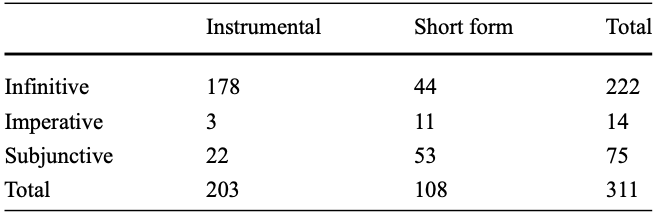 Instrumental Short form Total
Infinitive 178 44 222
Imperative 3 11 14
Subjunctive 22 53 75
Total 203 108 311